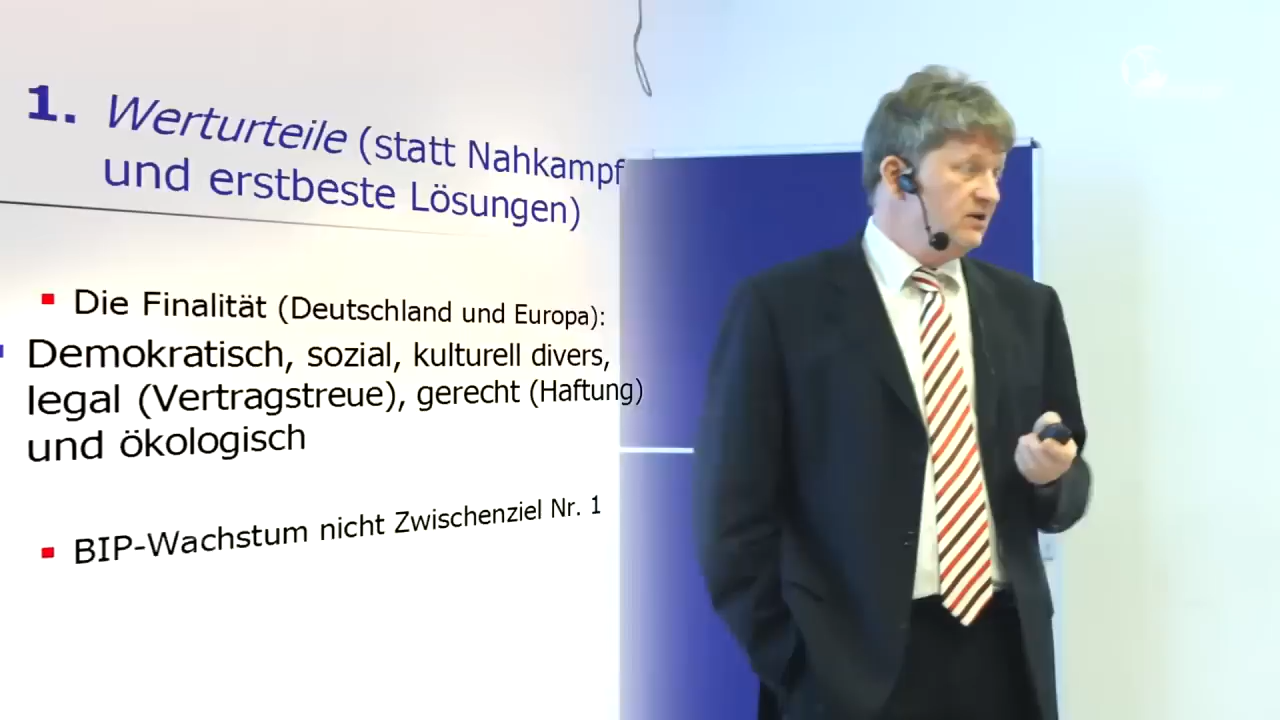 1. Werturteile (statt Nahkampf
und erstbeste Lösungen)
Die Finalität (Deutschland und Europa):
Demokratisch, sozial, kulturell divers,
legal (Vertragstreue), gerecht (Haftung)
und ökologisch
BIP-Wachstum nicht Zwischenziel Nr. 1